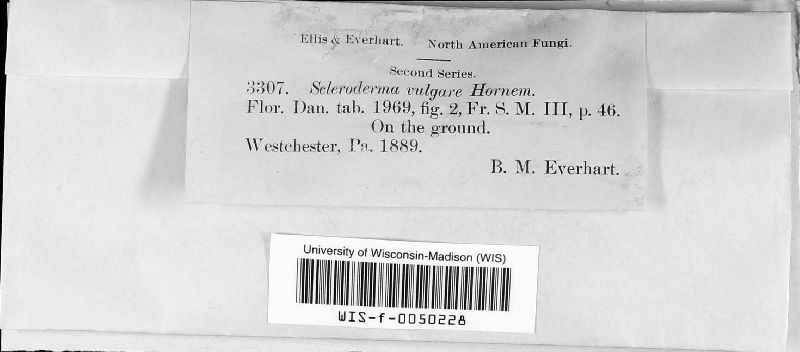 Ellis & Everhart. North American Fungi.
Second Series.
3307. Scleroderma vulgare Hornem.
Flor. Dan. tab. 1969, fig. 2, Fr. S. M. III, p. 46.
On the ground.
Westchester, Pa. 1889.
B. M. Everhart.
University of Wisconsin-Madison (WIS)
WIS-f-0050228